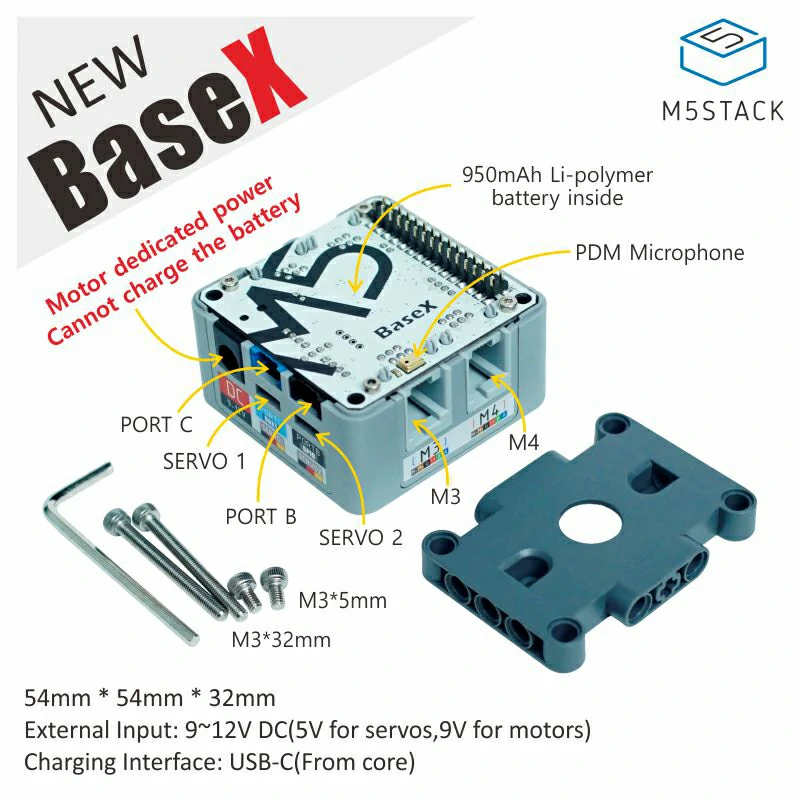 NEW
BaseX
M5STACK
950mAh Li-polymer
battery inside
Motor dedicated power
Cannot charge the battery
PDM Microphone
M5
BaseX
DC
PORT B
M3
M4
PORT C
SERVO 1
PORT B
SERVO 2
M3
M4
M3*5mm
M3*32mm
54mm * 54mm * 32mm
External Input: 9~12V DC(5V for servos,9V for motors)
Charging Interface: USB-C(From core)